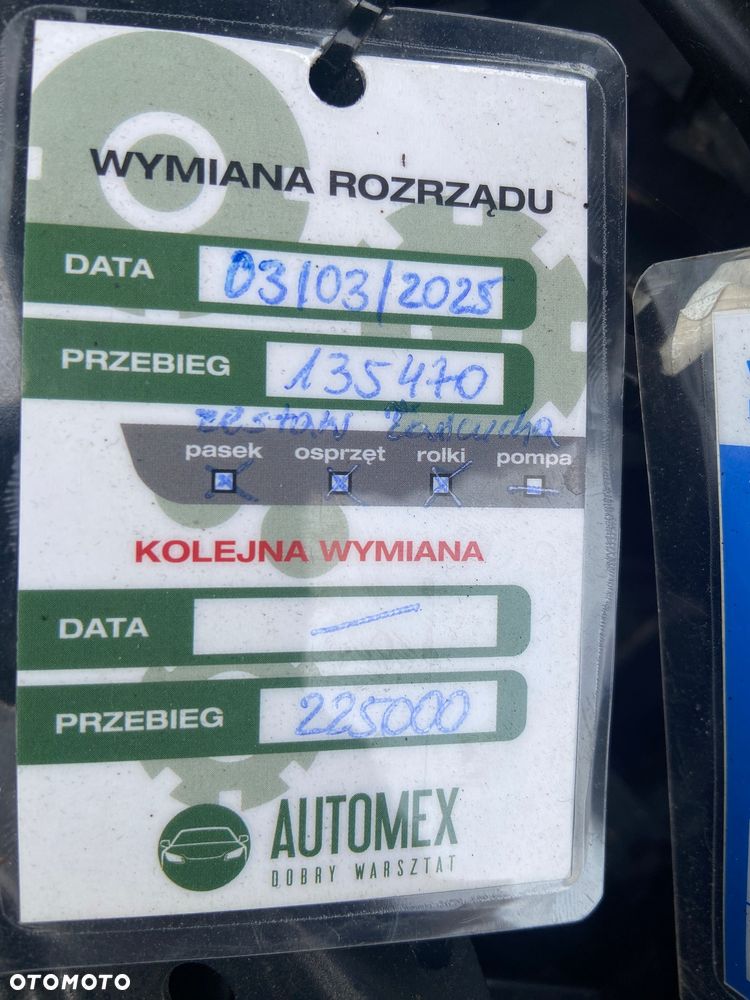 WYMIANA ROZRZĄDU
DATA 03/03/2025
PRZEBIEG 135470
zestaw łańcucha
pasek osprzęt rolki pompa
KOLEJNA WYMIANA
DATA —
PRZEBIEG 225000
AUTOMEX
DOBRY WARSZTAT
OTOMOTO